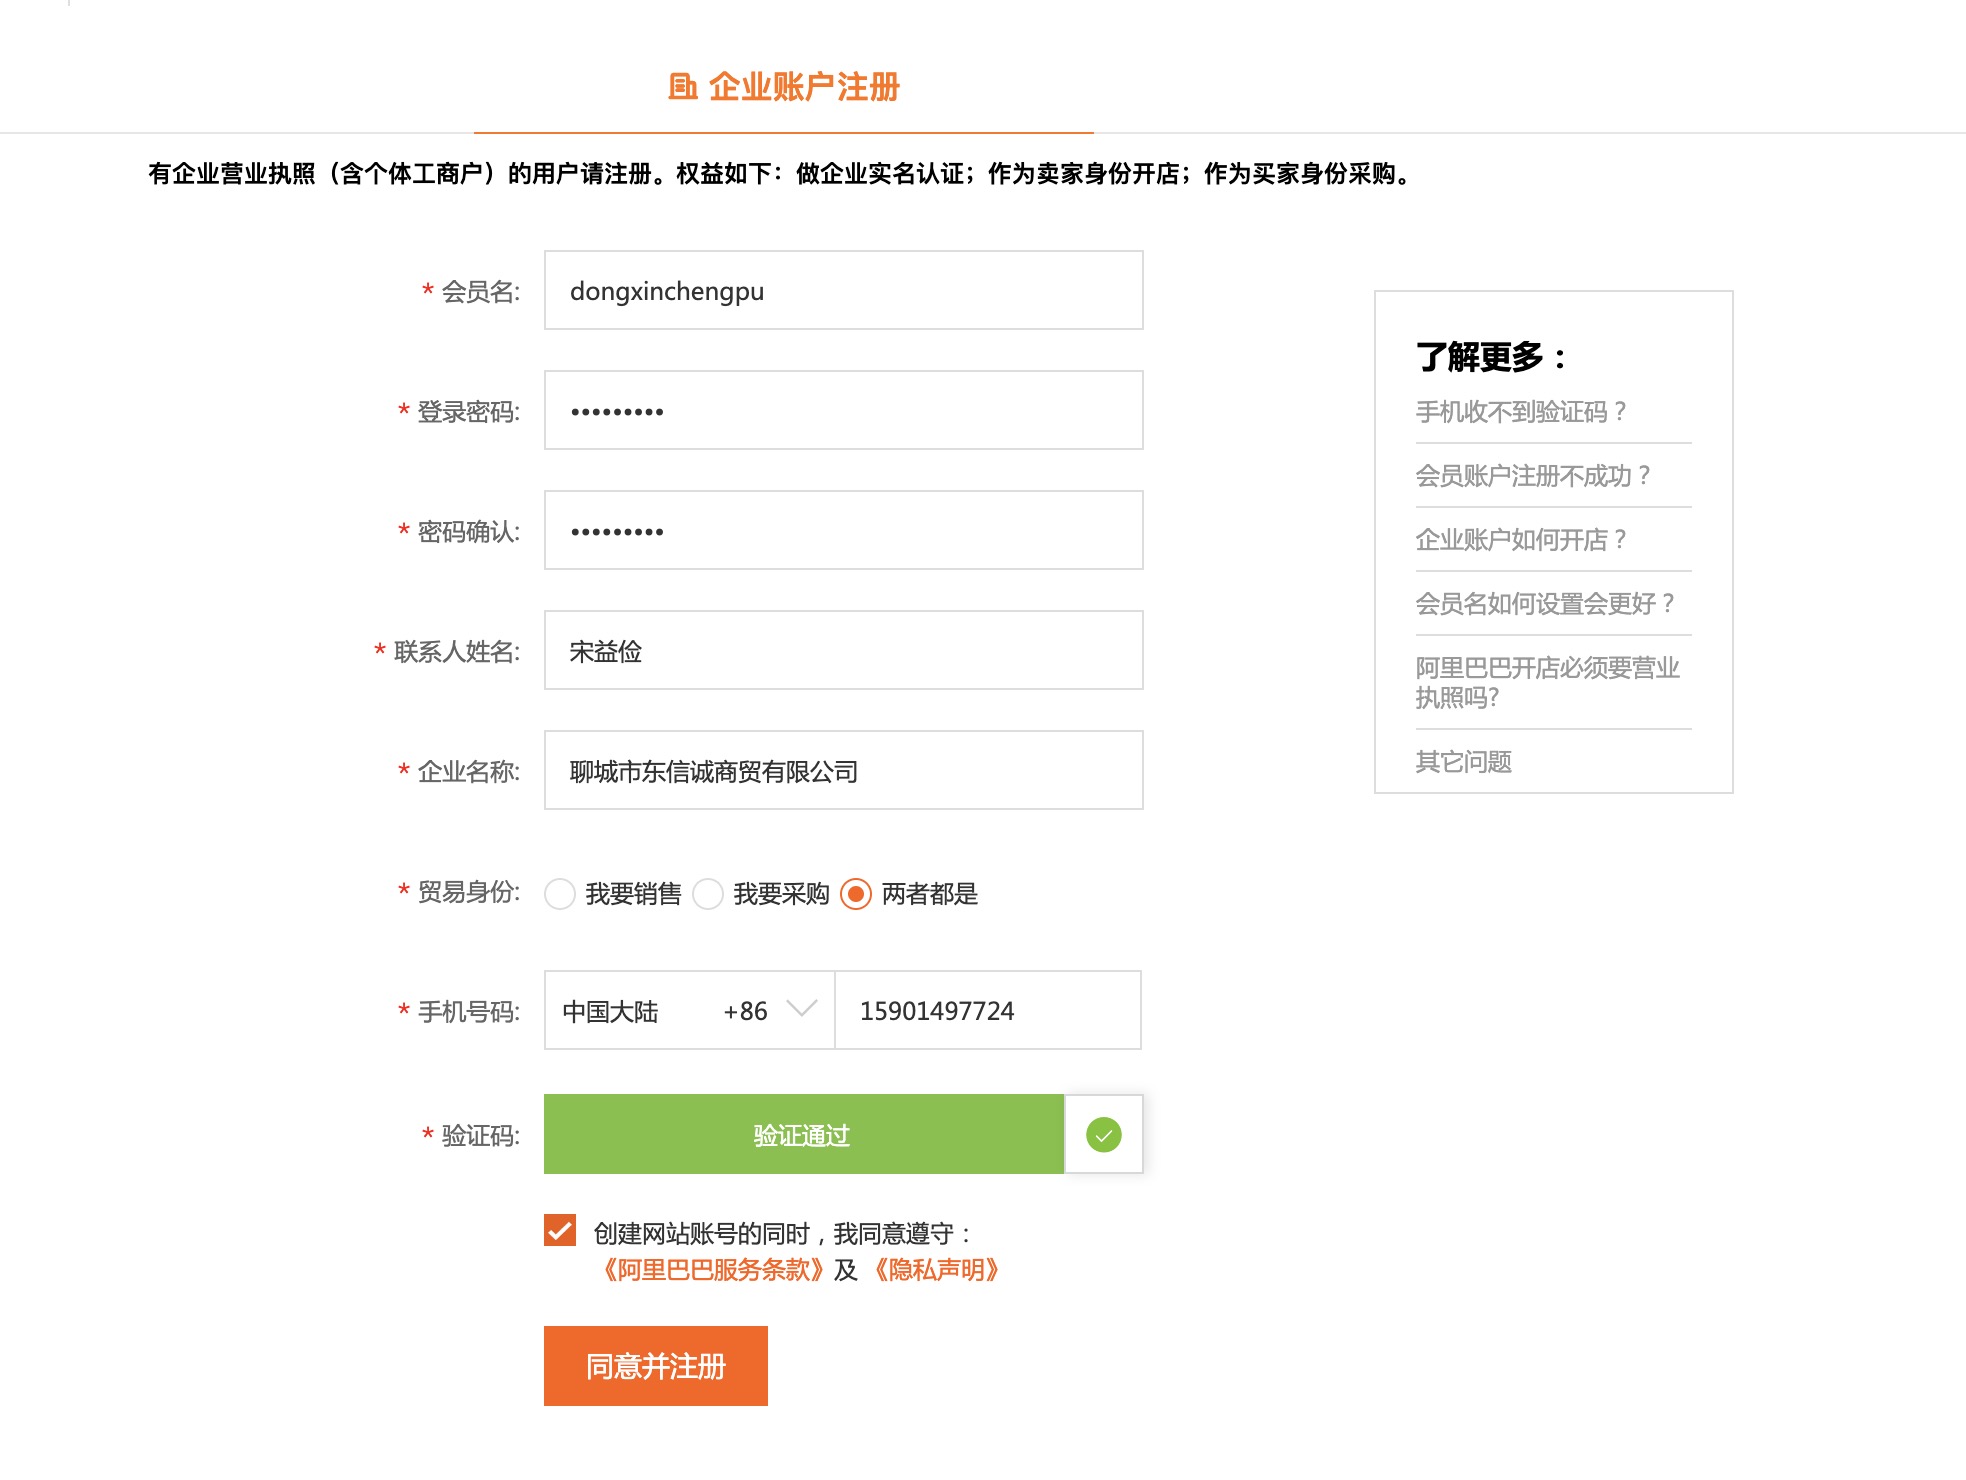 企业账户注册
有企业营业执照（含个体工商户）的用户请注册。权益如下：做企业实名认证；作为卖家身份开店；作为买家身份采购。
* 会员名: dongxinchengpu
* 登录密码: •••••••••
* 密码确认: •••••••••
* 联系人姓名: 宋益俭
* 企业名称: 聊城市东信诚商贸有限公司
* 贸易身份: 我要销售 我要采购 两者都是
* 手机号码: 中国大陆 +86 15901497724
* 验证码: 验证通过
创建网站账号的同时，我同意遵守：
《阿里巴巴服务条款》及 《隐私声明》
同意并注册
了解更多：
手机收不到验证码？
会员账户注册不成功？
企业账户如何开店？
会员名如何设置会更好？
阿里巴巴开店必须要营业
执照吗?
其它问题